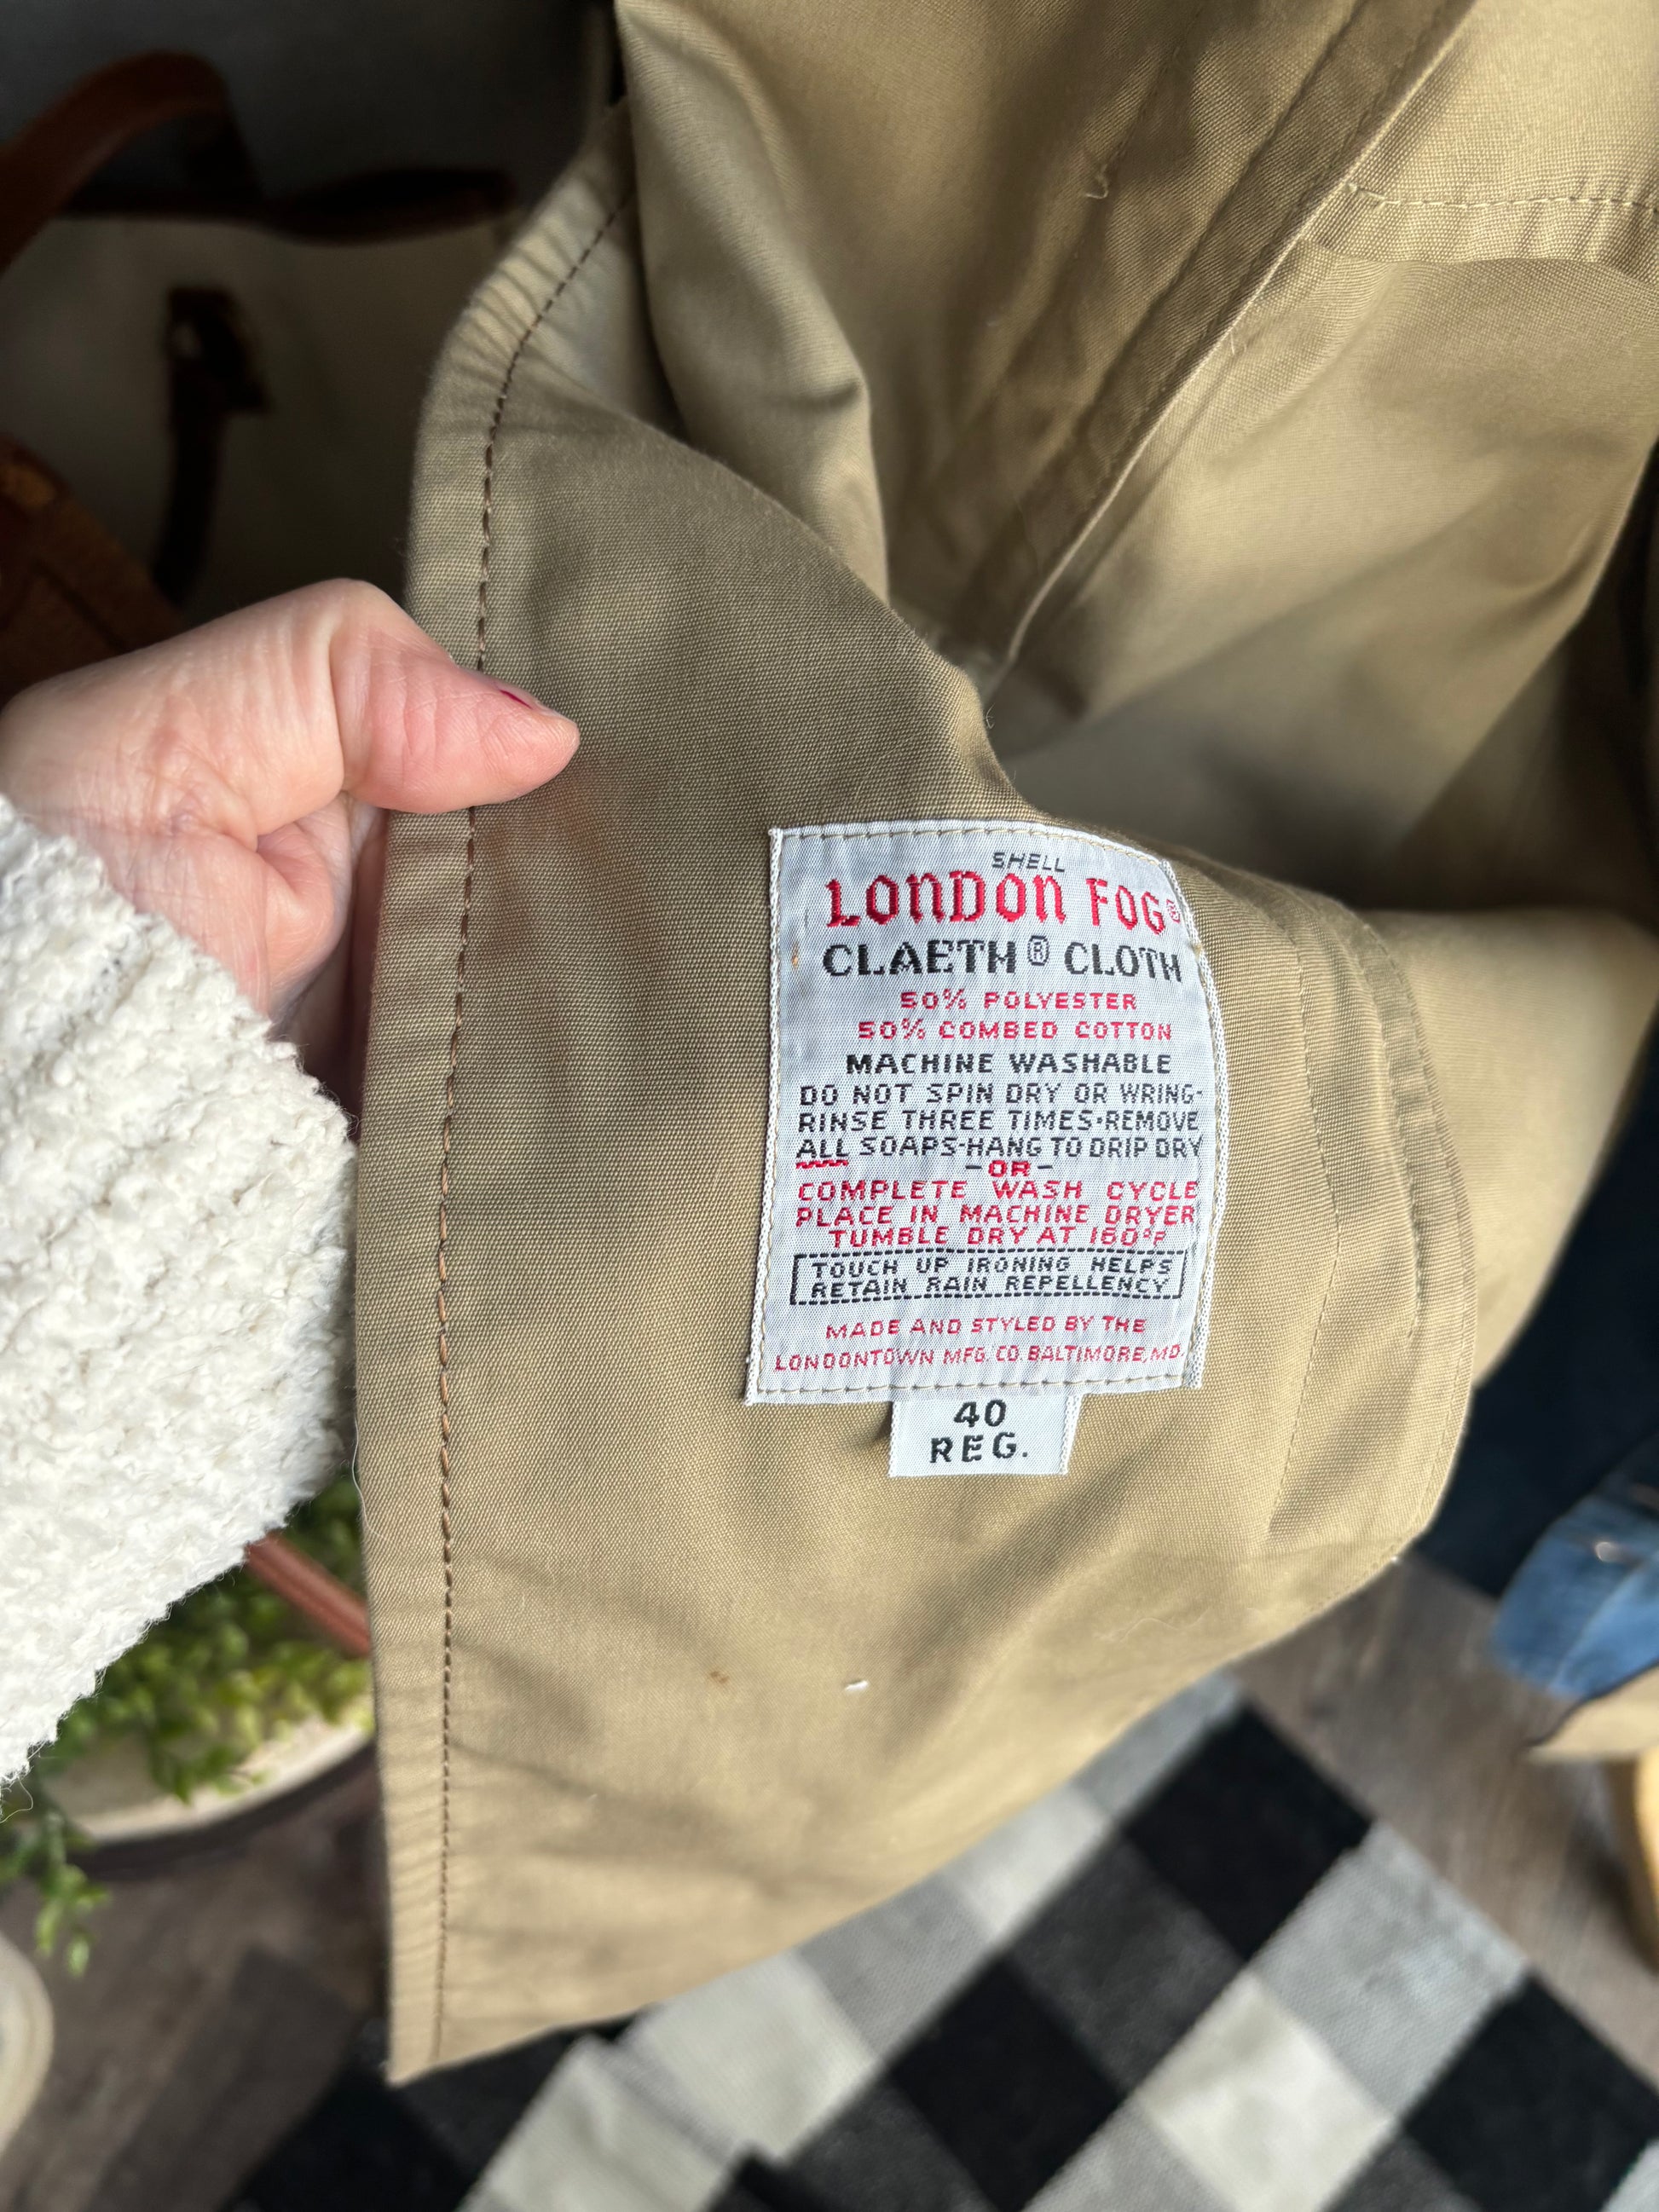 SHELL
LONDON FOG®
CLAETH® CLOTH
50% POLYESTER
50% COMBED COTTON
MACHINE WASHABLE
DO NOT SPIN DRY OR WRING-
RINSE THREE TIMES·REMOVE
ALL SOAPS-HANG TO DRIP DRY
-OR-
COMPLETE WASH CYCLE
PLACE IN MACHINE DRYER
TUMBLE DRY AT 160°F
TOUCH UP IRONING HELPS
RETAIN RAIN REPELLENCY
MADE AND STYLED BY THE
LONDONTOWN MFG. CO. BALTIMORE, MD.
40
REG.